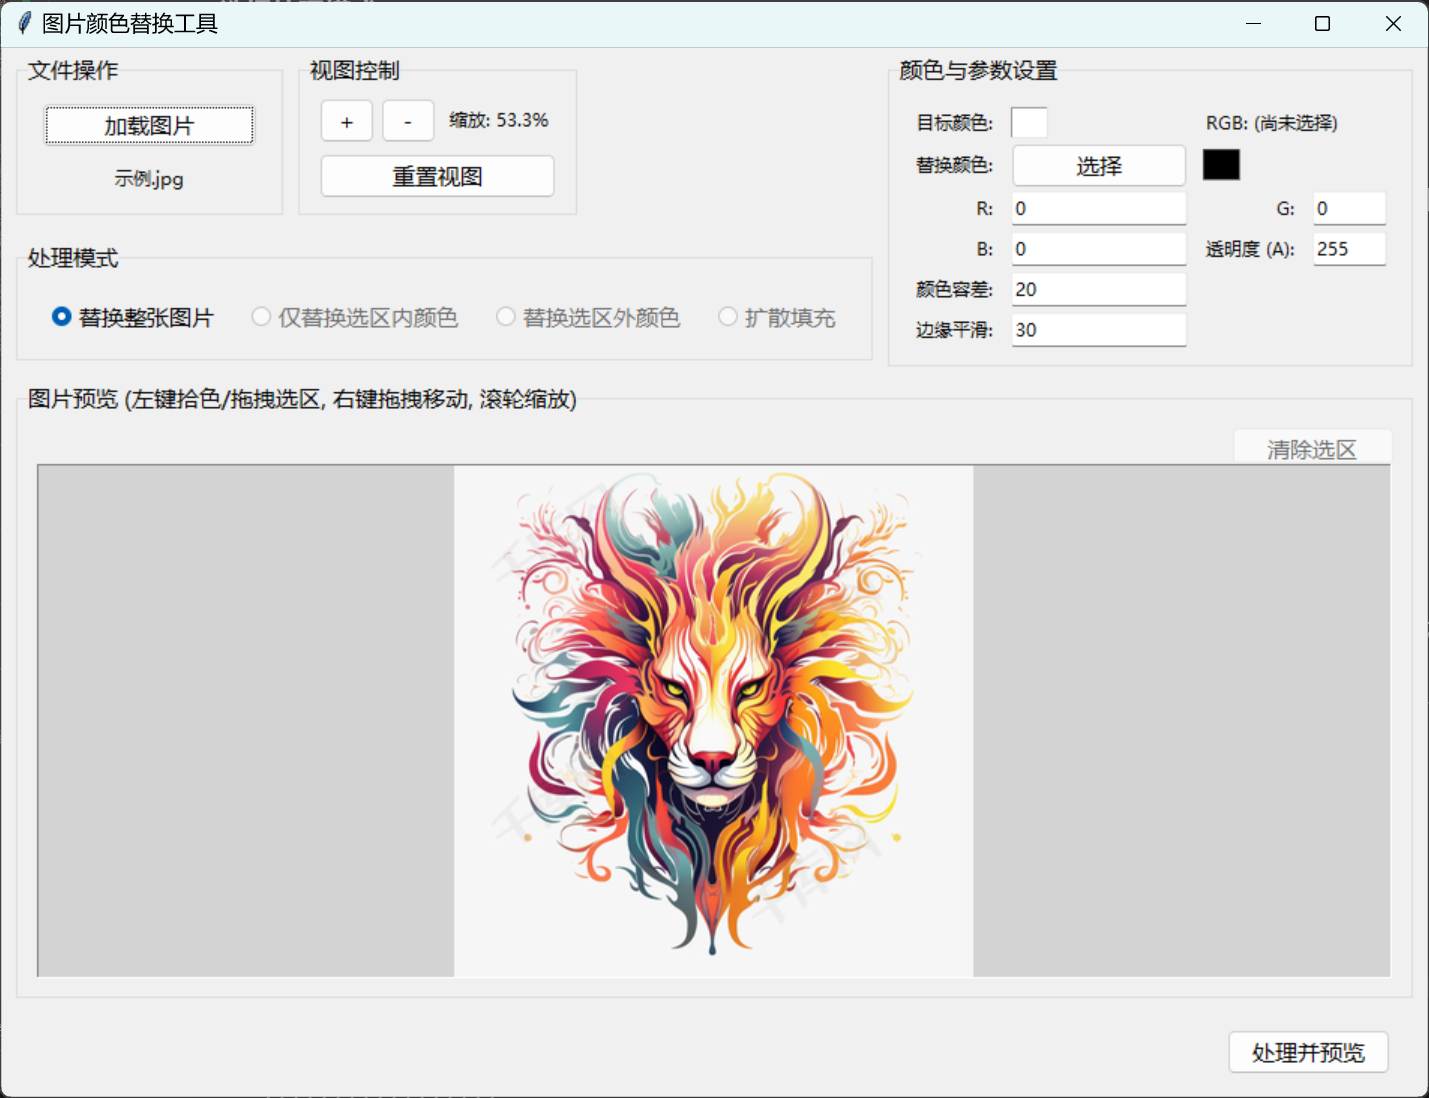 图片颜色替换工具
文件操作
加载图片
示例.jpg
视图控制
+ - 缩放: 53.3%
重置视图
颜色与参数设置
目标颜色: RGB: (尚未选择)
替换颜色: 选择
R: 0 G: 0
B: 0 透明度 (A): 255
颜色容差: 20
边缘平滑: 30
处理模式
替换整张图片 仅替换选区内颜色 替换选区外颜色 扩散填充
图片预览 (左键拾色/拖拽选区, 右键拖拽移动, 滚轮缩放)
清除选区
千库网
处理并预览